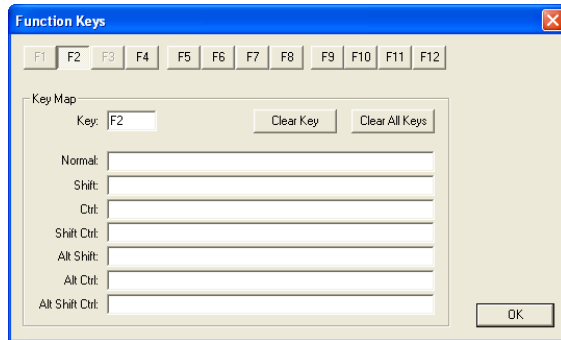 Function Keys
F1 F2 F3 F4 F5 F6 F7 F8 F9 F10 F11 F12
Key Map
Key: F2 Clear Key Clear All Keys
Normal:
Shift:
Ctrl:
Shift Ctrl:
Alt Shift:
Alt Ctrl:
Alt Shift Ctrl:
OK